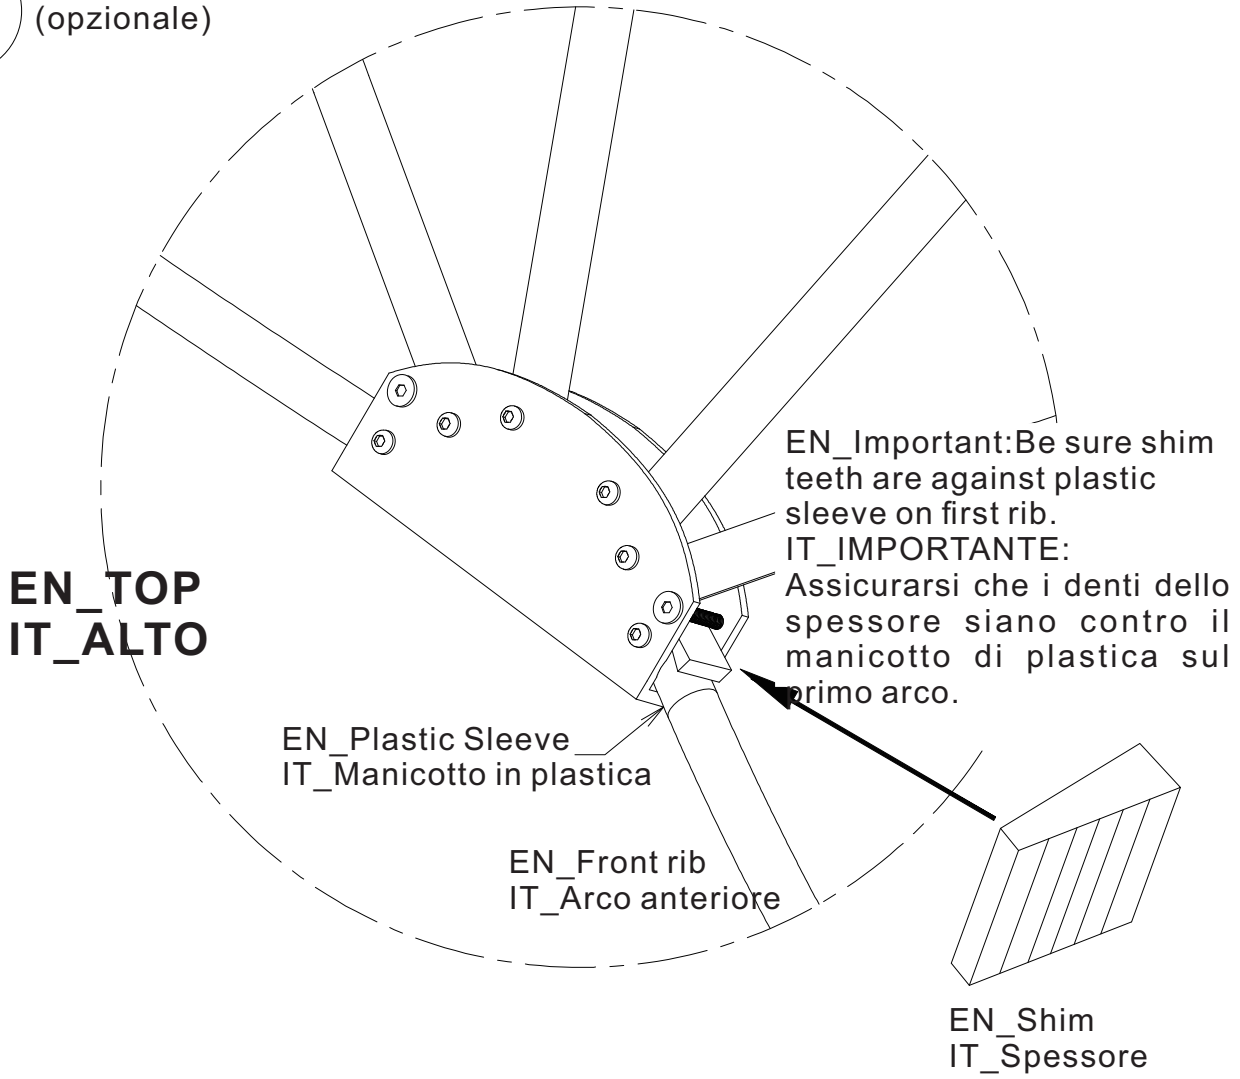 (opzionale)
EN_Important:Be sure shim
teeth are against plastic
sleeve on first rib.
IT_IMPORTANTE:
Assicurarsi che i denti dello
spessore siano contro il
manicotto di plastica sul
primo arco.
EN_TOP
IT_ALTO
EN_Plastic Sleeve
IT_Manicotto in plastica
EN_Front rib
IT_Arco anteriore
EN_Shim
IT_Spessore